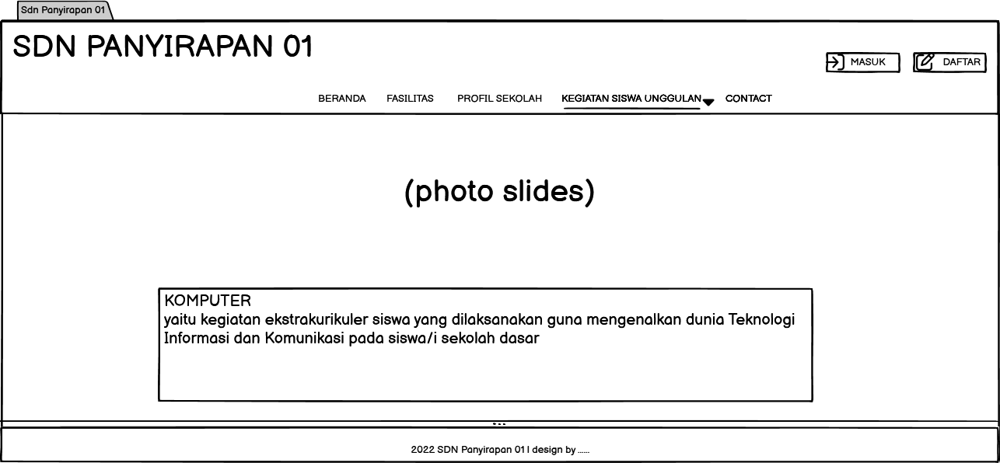 Sdn Panyirapan 01
SDN PANYIRAPAN 01
MASUK DAFTAR
BERANDA FASILITAS PROFIL SEKOLAH KEGIATAN SISWA UNGGULAN CONTACT
(photo slides)
KOMPUTER
yaitu kegiatan ekstrakurikuler siswa yang dilaksanakan guna mengenalkan dunia Teknologi
Informasi dan Komunikasi pada siswa/i sekolah dasar
2022 SDN Panyirapan 01 I design by ......